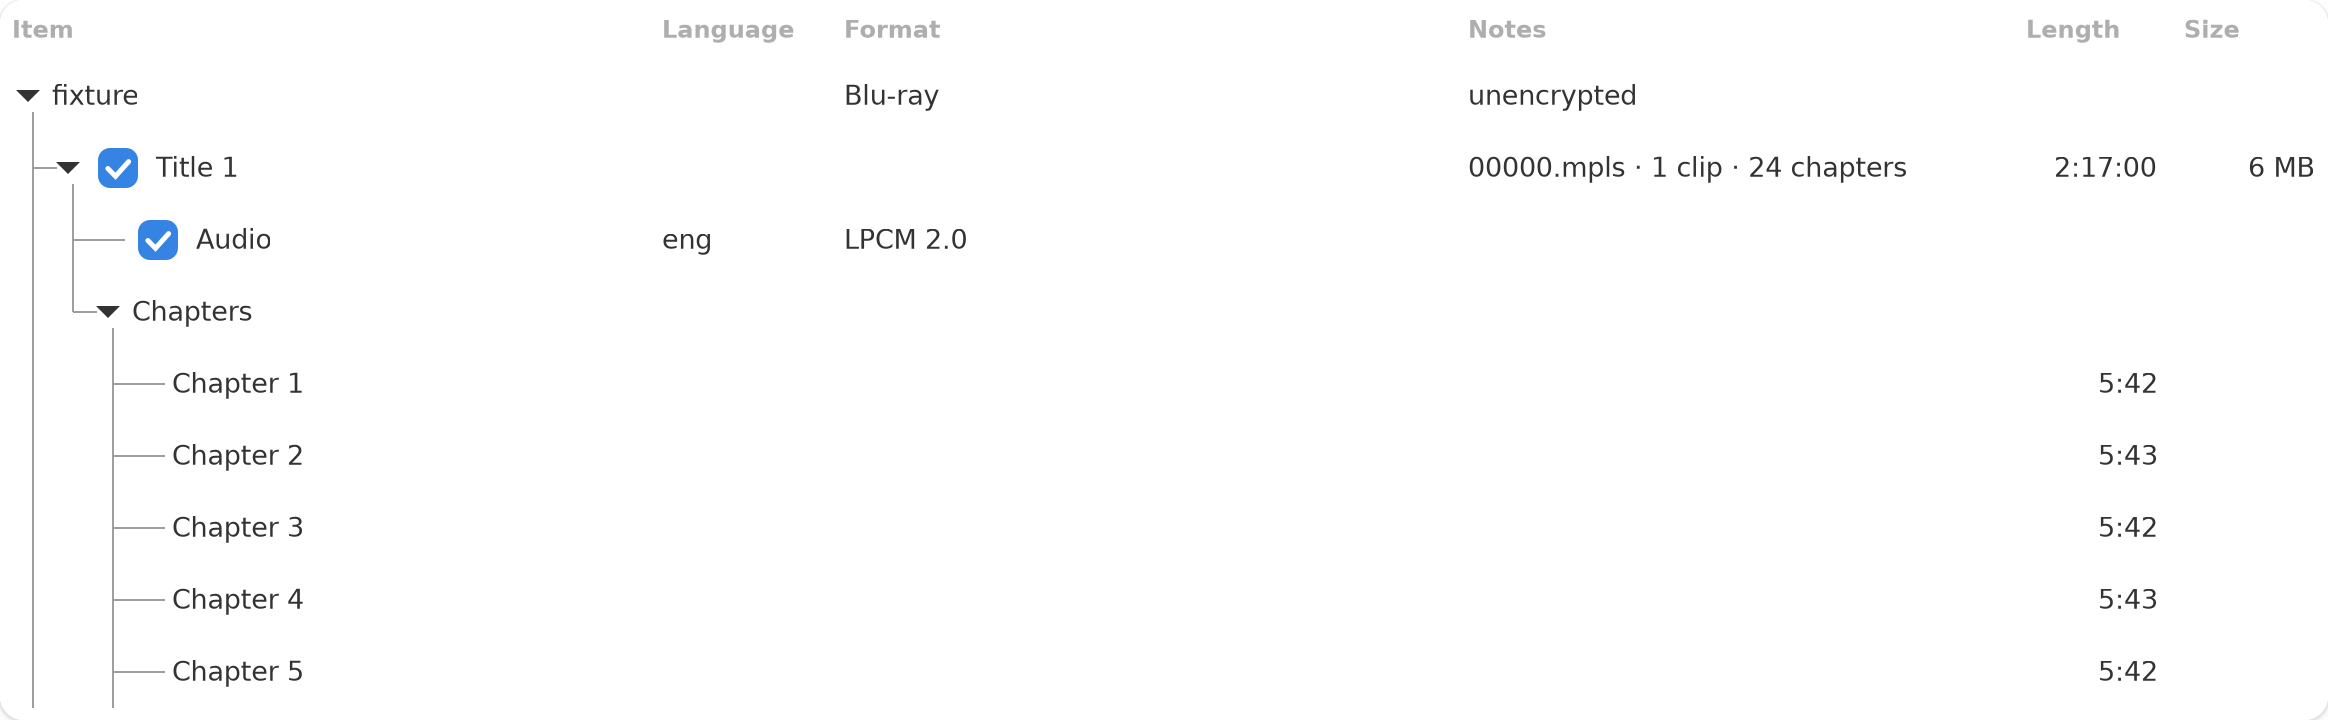 Item Language Format Notes Length Size
fixture Blu-ray unencrypted
Title 1 00000.mpls · 1 clip · 24 chapters 2:17:00 6 MB
Audio eng LPCM 2.0
Chapters
Chapter 1 5:42
Chapter 2 5:43
Chapter 3 5:42
Chapter 4 5:43
Chapter 5 5:42